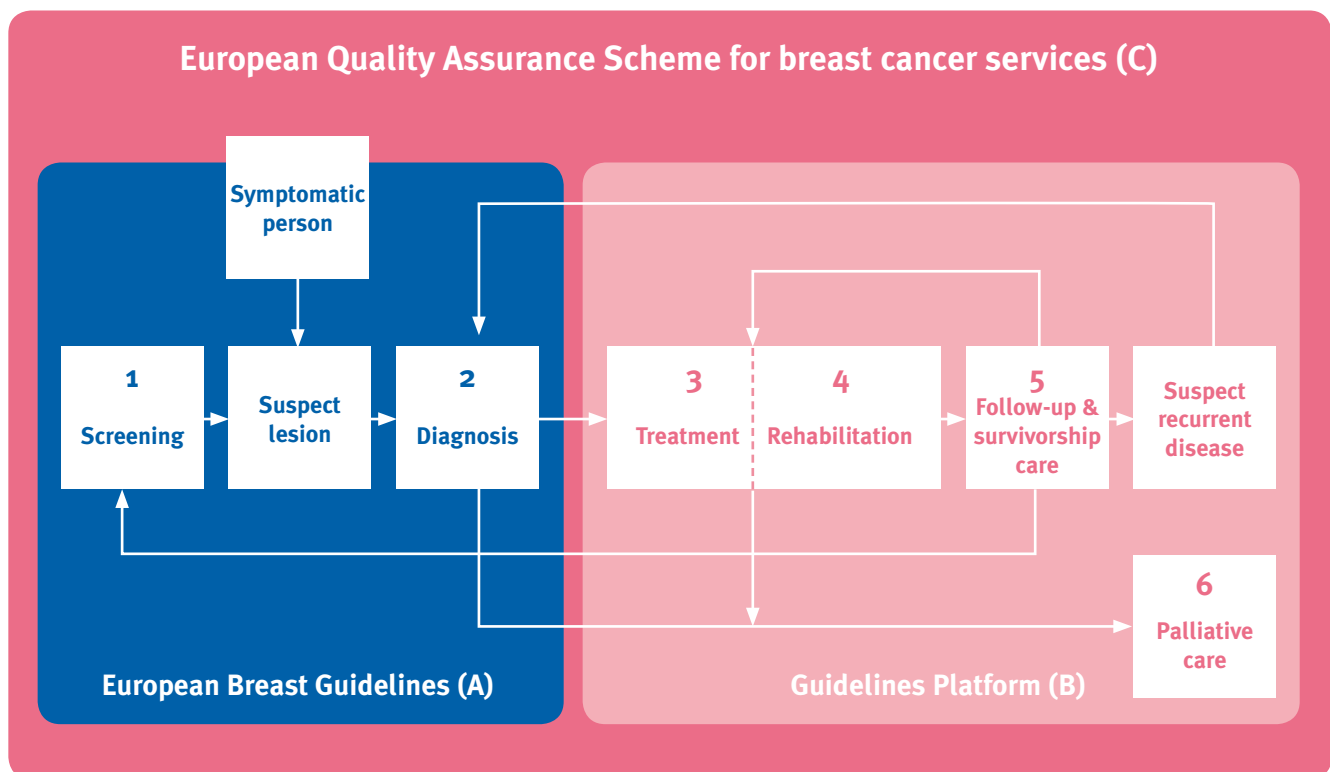 European Quality Assurance Scheme for breast cancer services (C)
Symptomatic
person
1
Screening
Suspect
lesion
2
Diagnosis
3
Treatment
4
Rehabilitation
5
Follow-up &
survivorship
care
Suspect
recurrent
disease
6
Palliative
care
European Breast Guidelines (A)
Guidelines Platform (B)